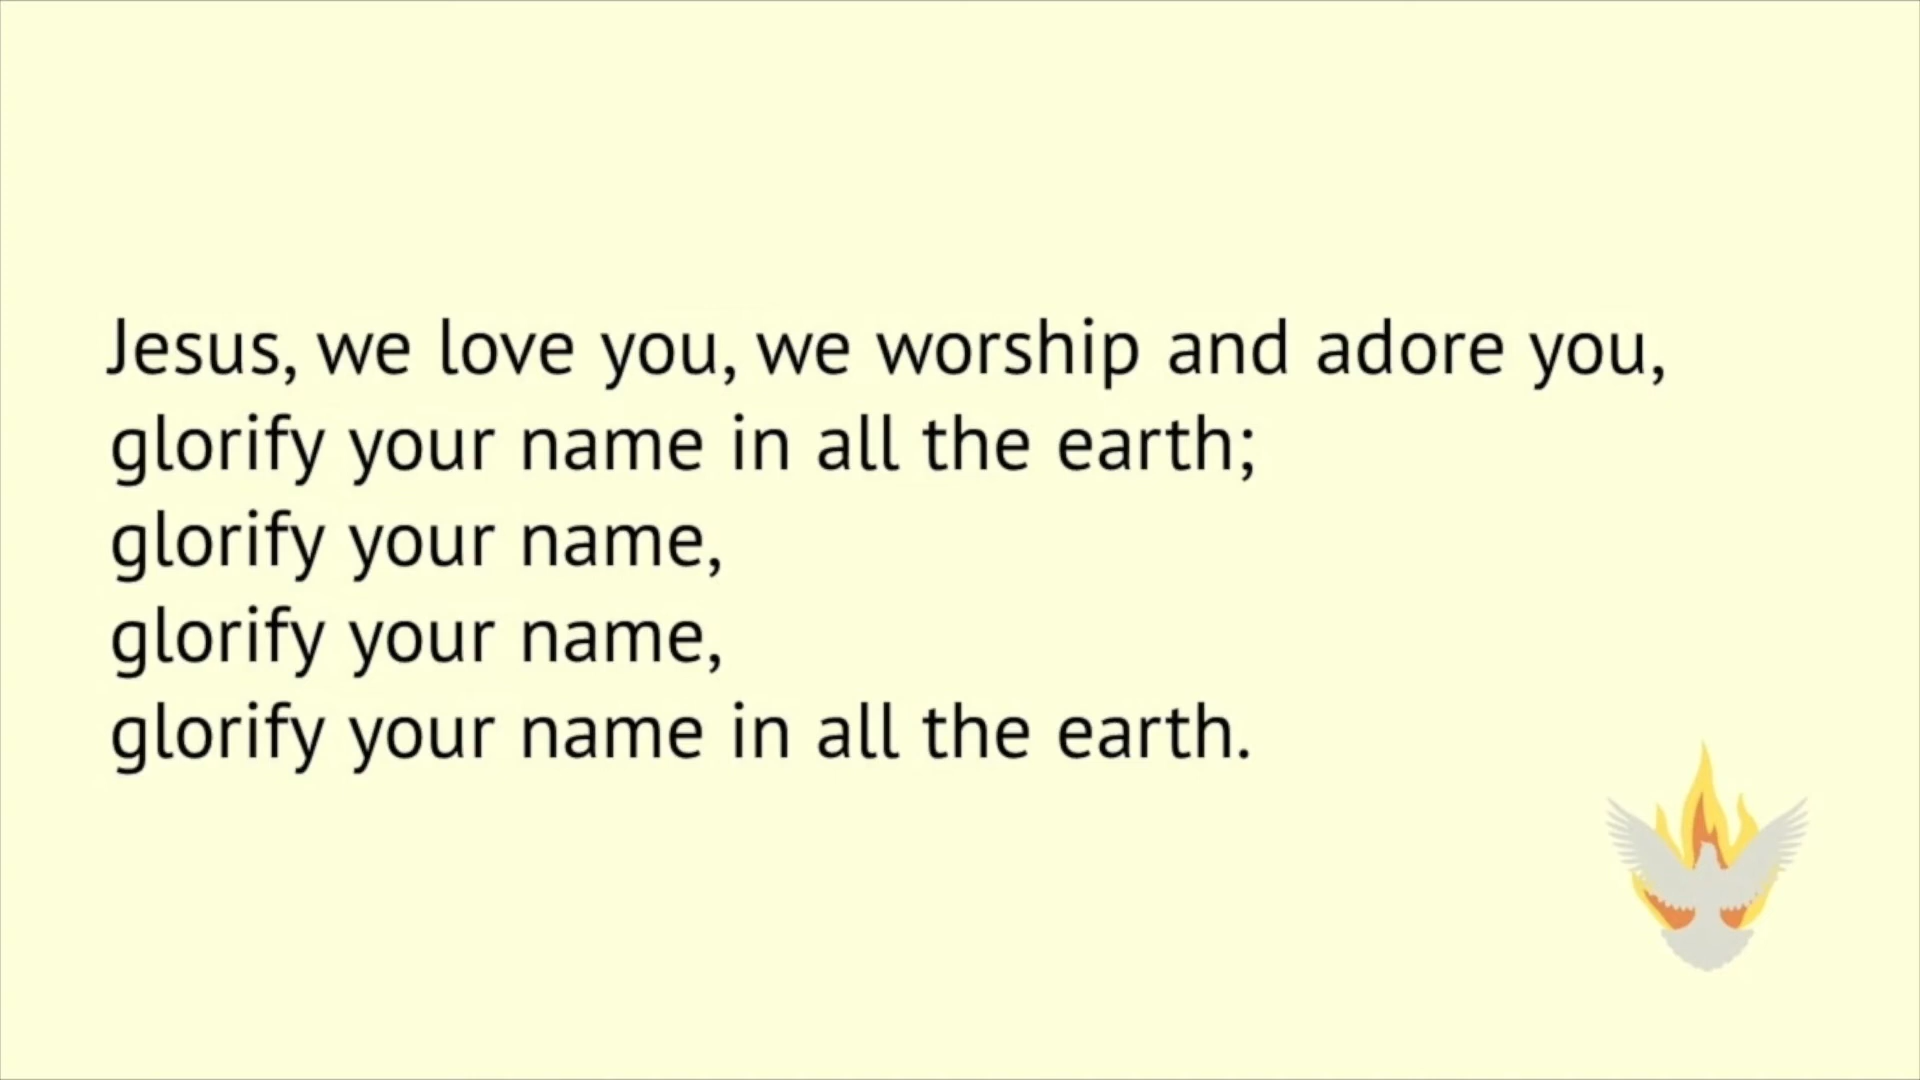 Jesus, we love you, we worship and adore you,
glorify your name in all the earth;
glorify your name,
glorify your name,
glorify your name in all the earth.